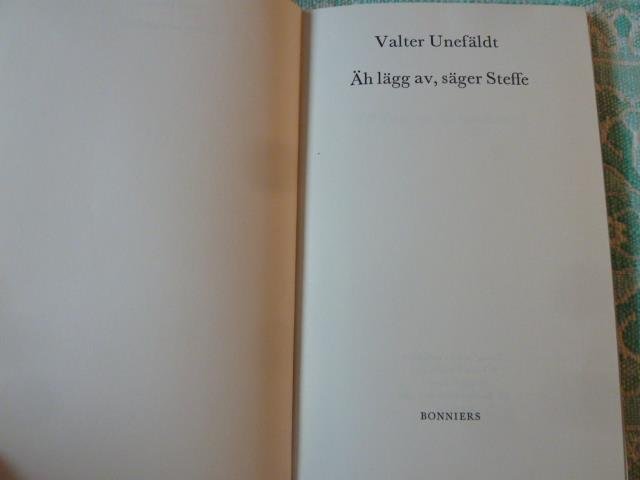 Valter Unefäldt
Äh lägg av, säger Steffe
BONNIERS